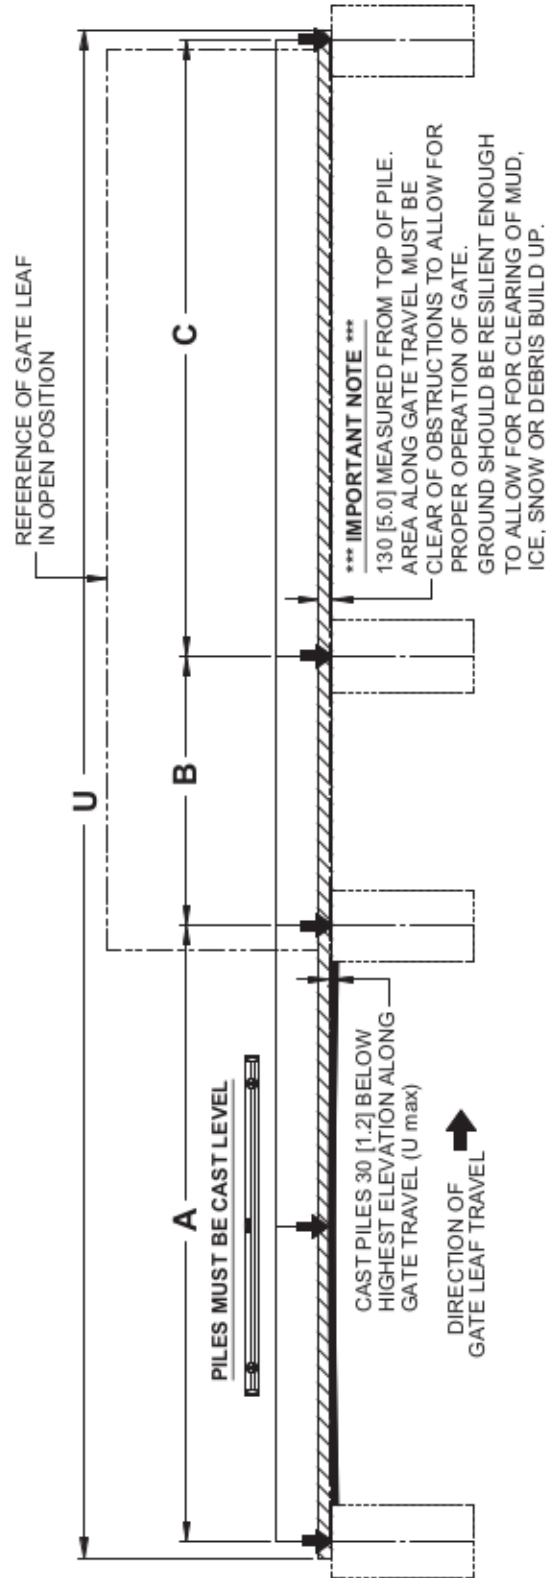 U
REFERENCE OF GATE LEAF
IN OPEN POSITION
A
B
C
PILES MUST BE CAST LEVEL
CAST PILES 30 [1.2] BELOW
HIGHEST ELEVATION ALONG
GATE TRAVEL (U max)
DIRECTION OF
GATE LEAF TRAVEL
*** IMPORTANT NOTE ***
130 [5.0] MEASURED FROM TOP OF PILE.
AREA ALONG GATE TRAVEL MUST BE
CLEAR OF OBSTRUCTIONS TO ALLOW FOR
PROPER OPERATION OF GATE.
GROUND SHOULD BE RESILIENT ENOUGH
TO ALLOW FOR FOR CLEARING OF MUD,
ICE, SNOW OR DEBRIS BUILD UP.